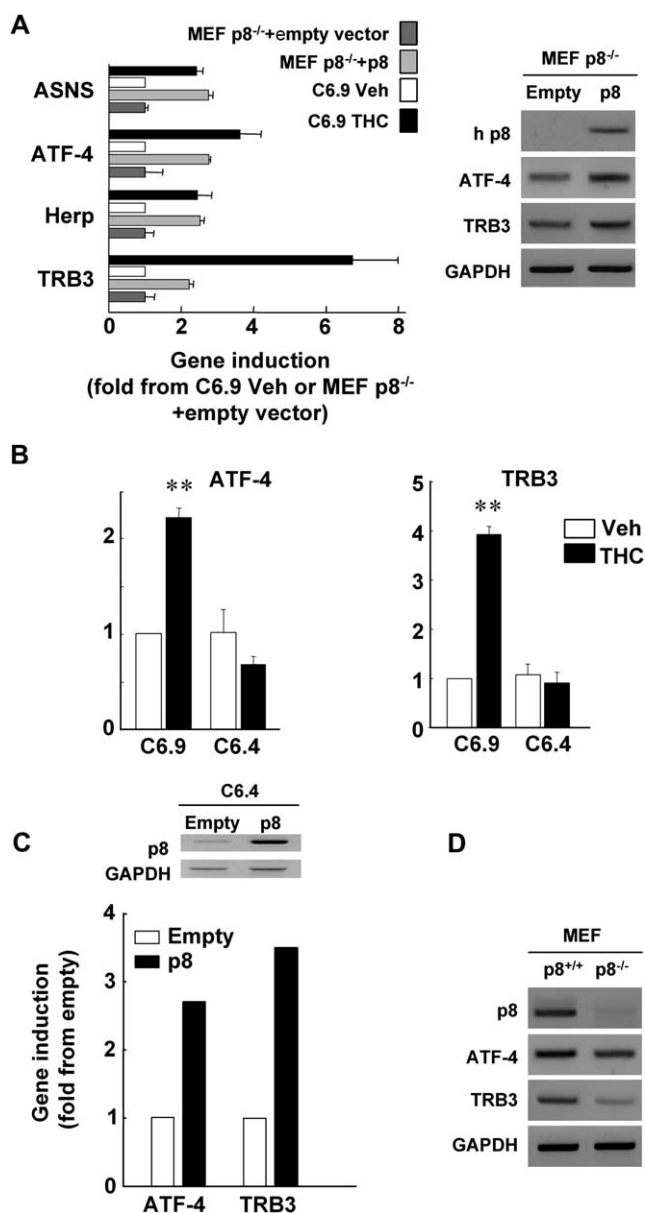 A
MEF p8-/-+empty vector
MEF p8-/-+p8
C6.9 Veh
C6.9 THC
ASNS
ATF-4
Herp
TRB3
0 2 4 6 8
Gene induction
(fold from C6.9 Veh or MEF p8-/-
+empty vector)
MEF p8-/-
Empty p8
h p8
ATF-4
TRB3
GAPDH
B
ATF-4
**
2
1
0
C6.9 C6.4
TRB3
**
5
4
3
2
1
0
C6.9 C6.4
Veh
THC
C
C6.4
Empty p8
p8
GAPDH
Gene induction
(fold from empty)
4
3
2
1
0
Empty
p8
ATF-4 TRB3
D
MEF
p8+/+ p8-/-
p8
ATF-4
TRB3
GAPDH